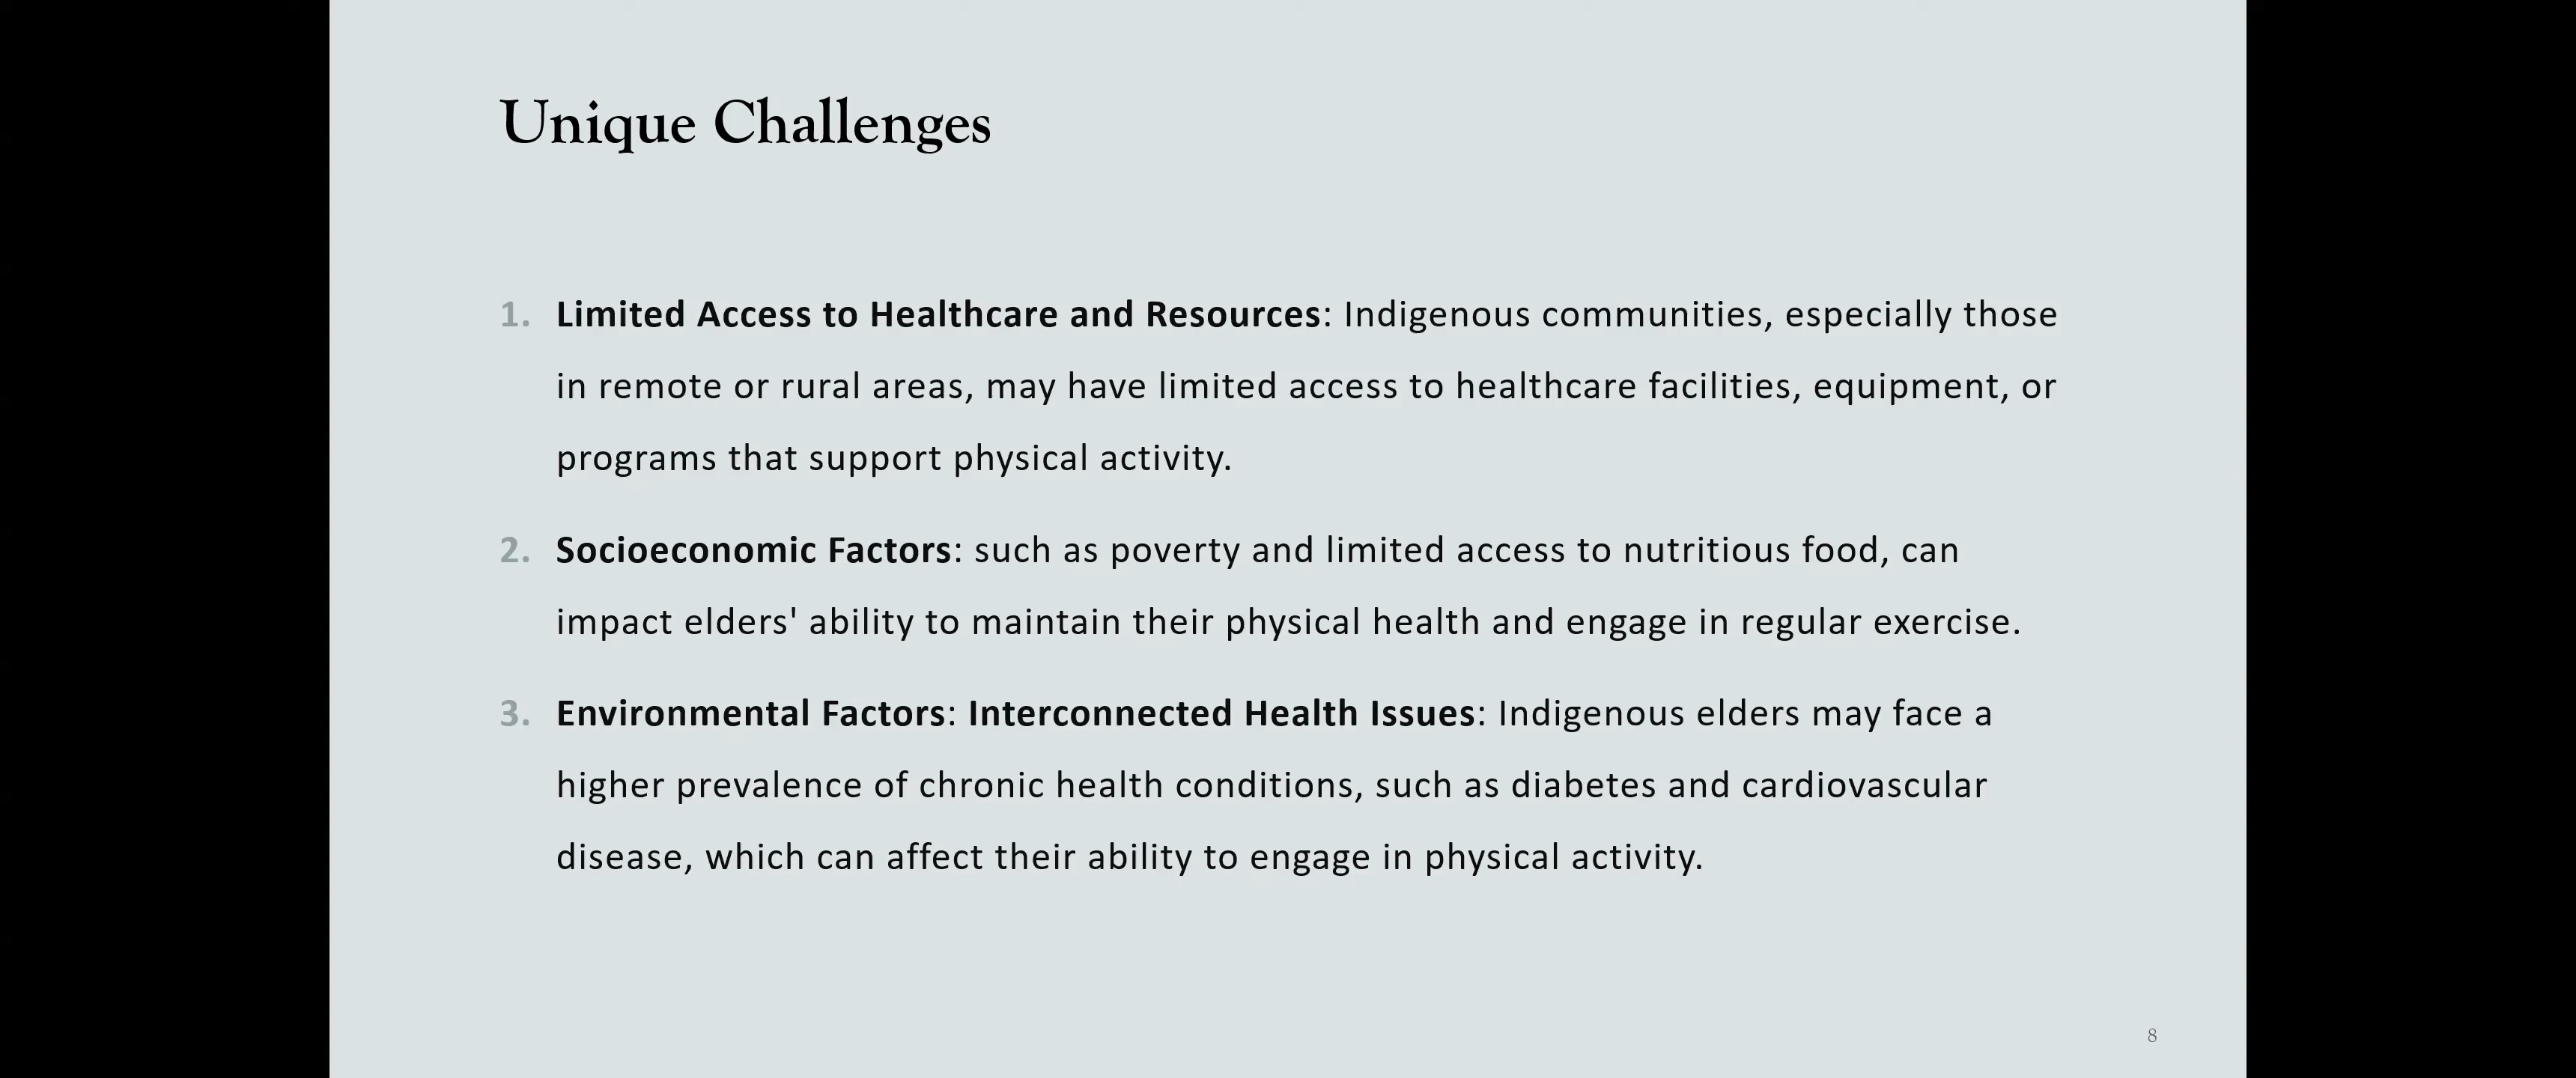 Unique Challenges
1. Limited Access to Healthcare and Resources: Indigenous communities, especially those
in remote or rural areas, may have limited access to healthcare facilities, equipment, or
programs that support physical activity.
2. Socioeconomic Factors: such as poverty and limited access to nutritious food, can
impact elders' ability to maintain their physical health and engage in regular exercise.
3. Environmental Factors: Interconnected Health Issues: Indigenous elders may face a
higher prevalence of chronic health conditions, such as diabetes and cardiovascular
disease, which can affect their ability to engage in physical activity.
8